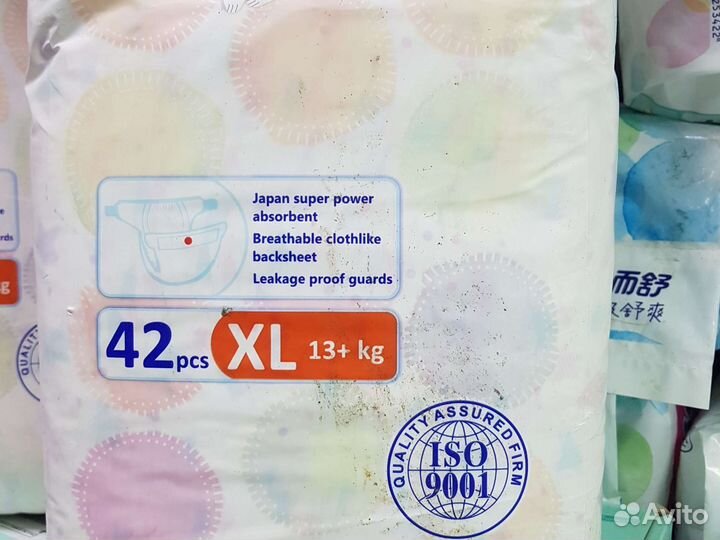 Japan super power
absorbent
Breathable clothlike
backsheet
Leakage proof guards
42pcs
XL
13+ kg
QUALITY ASSURED FIRM
ISO
9001
而舒
舒爽
rds
g
Avito